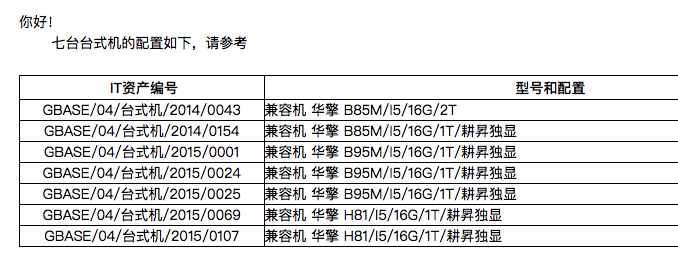 你好！
七台台式机的配置如下，请参考
IT资产编号 型号和配置
GBASE/04/台式机/2014/0043 兼容机 华擎 B85M/I5/16G/2T
GBASE/04/台式机/2014/0154 兼容机 华擎 B85M/I5/16G/1T/耕昇独显
GBASE/04/台式机/2015/0001 兼容机 华擎 B95M/I5/16G/1T/耕昇独显
GBASE/04/台式机/2015/0024 兼容机 华擎 B95M/I5/16G/1T/耕昇独显
GBASE/04/台式机/2015/0025 兼容机 华擎 B95M/I5/16G/1T/耕昇独显
GBASE/04/台式机/2015/0069 兼容机 华擎 H81/I5/16G/1T/耕昇独显
GBASE/04/台式机/2015/0107 兼容机 华擎 H81/I5/16G/1T/耕昇独显